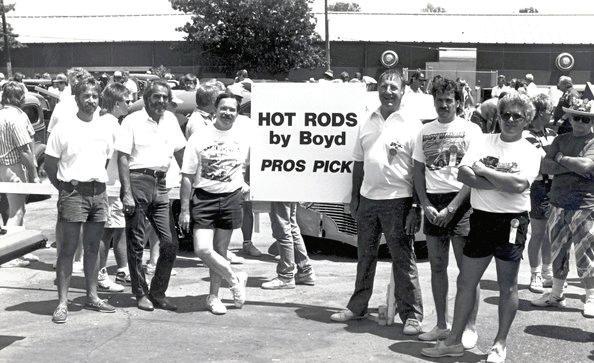 HOT RODS
by Boyd
PROS PICK